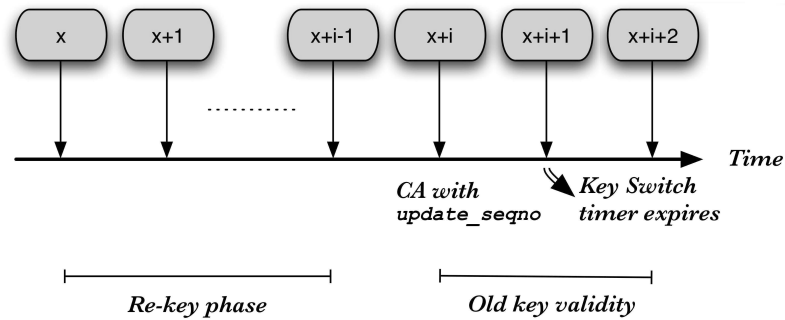 x
x+1
x+i-1
x+i
x+i+1
x+i+2
Time
CA with
update_seqno
Key Switch
timer expires
Re-key phase
Old key validity